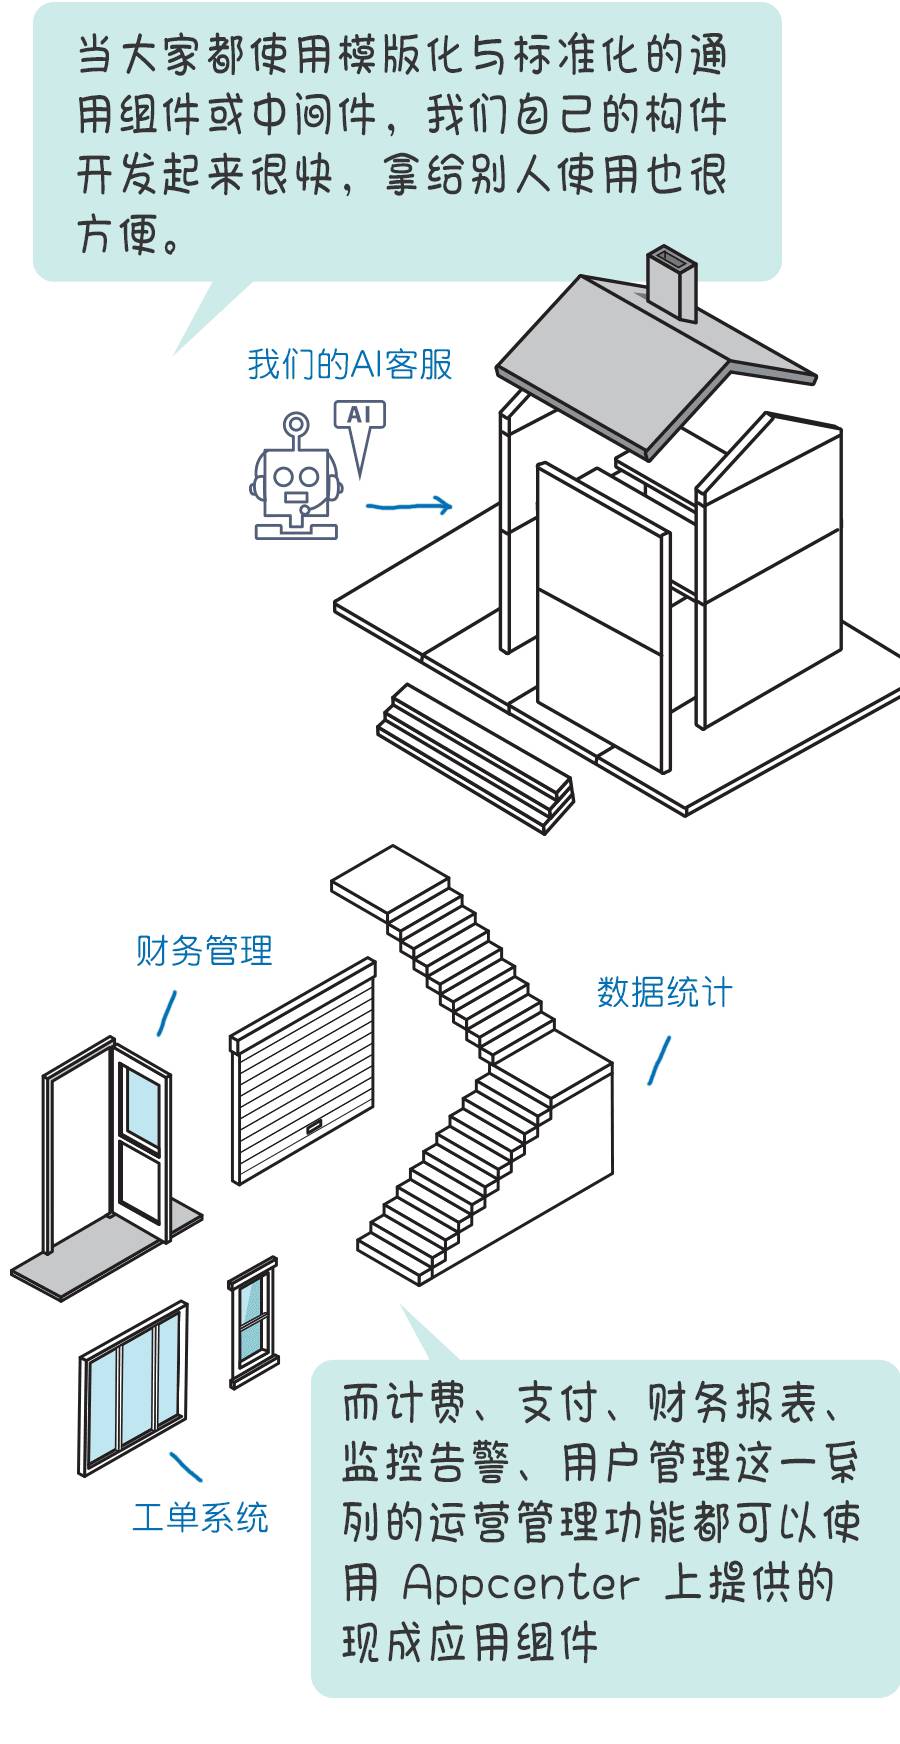 当大家都使用模版化与标准化的通
用组件或中间件，我们自己的构件
开发起来很快，拿给别人使用也很
方便。
我们的AI客服
AI
财务管理
数据统计
工单系统
而计费、支付、财务报表、
监控告警、用户管理这一系
列的运营管理功能都可以使
用 Appcenter 上提供的
现成应用组件